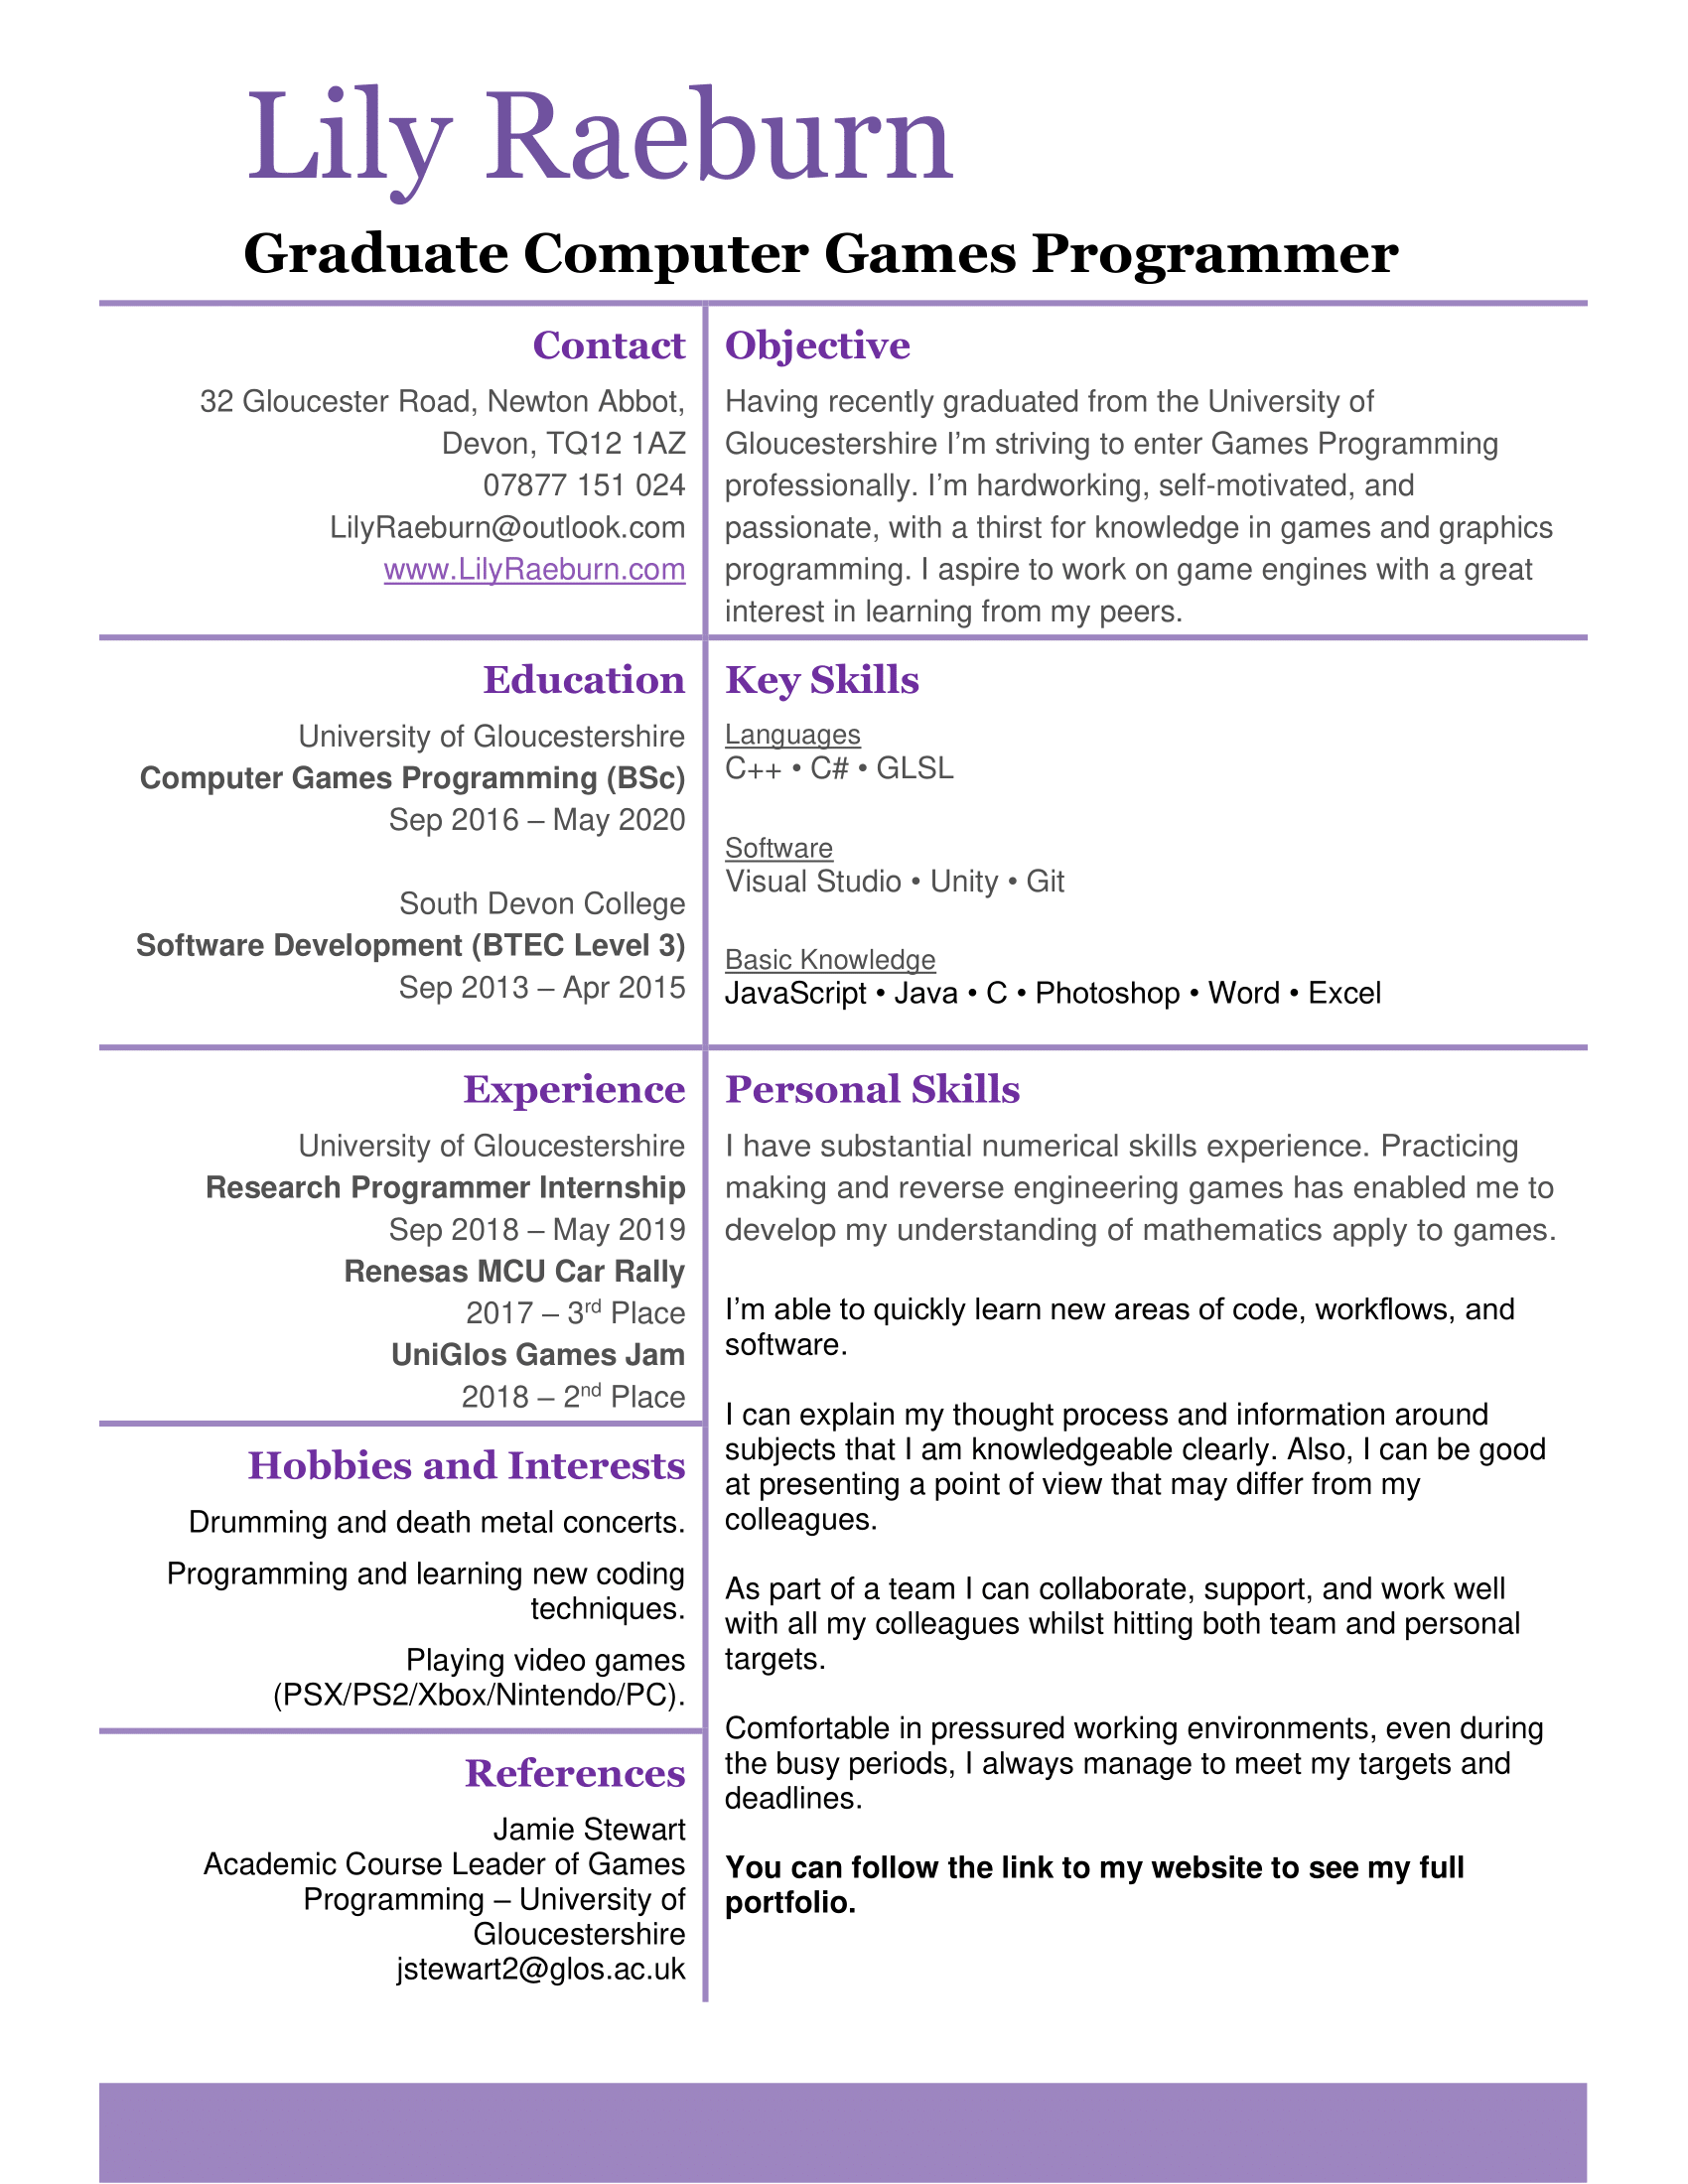 Lily Raeburn
Graduate Computer Games Programmer
Contact
32 Gloucester Road, Newton Abbot,
Devon, TQ12 1AZ
07877 151 024
LilyRaeburn@outlook.com
www.LilyRaeburn.com
Objective
Having recently graduated from the University of
Gloucestershire I’m striving to enter Games Programming
professionally. I’m hardworking, self-motivated, and
passionate, with a thirst for knowledge in games and graphics
programming. I aspire to work on game engines with a great
interest in learning from my peers.
Education
University of Gloucestershire
Computer Games Programming (BSc)
Sep 2016 – May 2020
South Devon College
Software Development (BTEC Level 3)
Sep 2013 – Apr 2015
Key Skills
Languages
C++ • C# • GLSL
Software
Visual Studio • Unity • Git
Basic Knowledge
JavaScript • Java • C • Photoshop • Word • Excel
Experience
University of Gloucestershire
Research Programmer Internship
Sep 2018 – May 2019
Renesas MCU Car Rally
2017 – 3rd Place
UniGlos Games Jam
2018 – 2nd Place
Hobbies and Interests
Drumming and death metal concerts.
Programming and learning new coding
techniques.
Playing video games
(PSX/PS2/Xbox/Nintendo/PC).
References
Jamie Stewart
Academic Course Leader of Games
Programming – University of
Gloucestershire
jstewart2@glos.ac.uk
Personal Skills
I have substantial numerical skills experience. Practicing
making and reverse engineering games has enabled me to
develop my understanding of mathematics apply to games.
I’m able to quickly learn new areas of code, workflows, and
software.
I can explain my thought process and information around
subjects that I am knowledgeable clearly. Also, I can be good
at presenting a point of view that may differ from my
colleagues.
As part of a team I can collaborate, support, and work well
with all my colleagues whilst hitting both team and personal
targets.
Comfortable in pressured working environments, even during
the busy periods, I always manage to meet my targets and
deadlines.
You can follow the link to my website to see my full
portfolio.